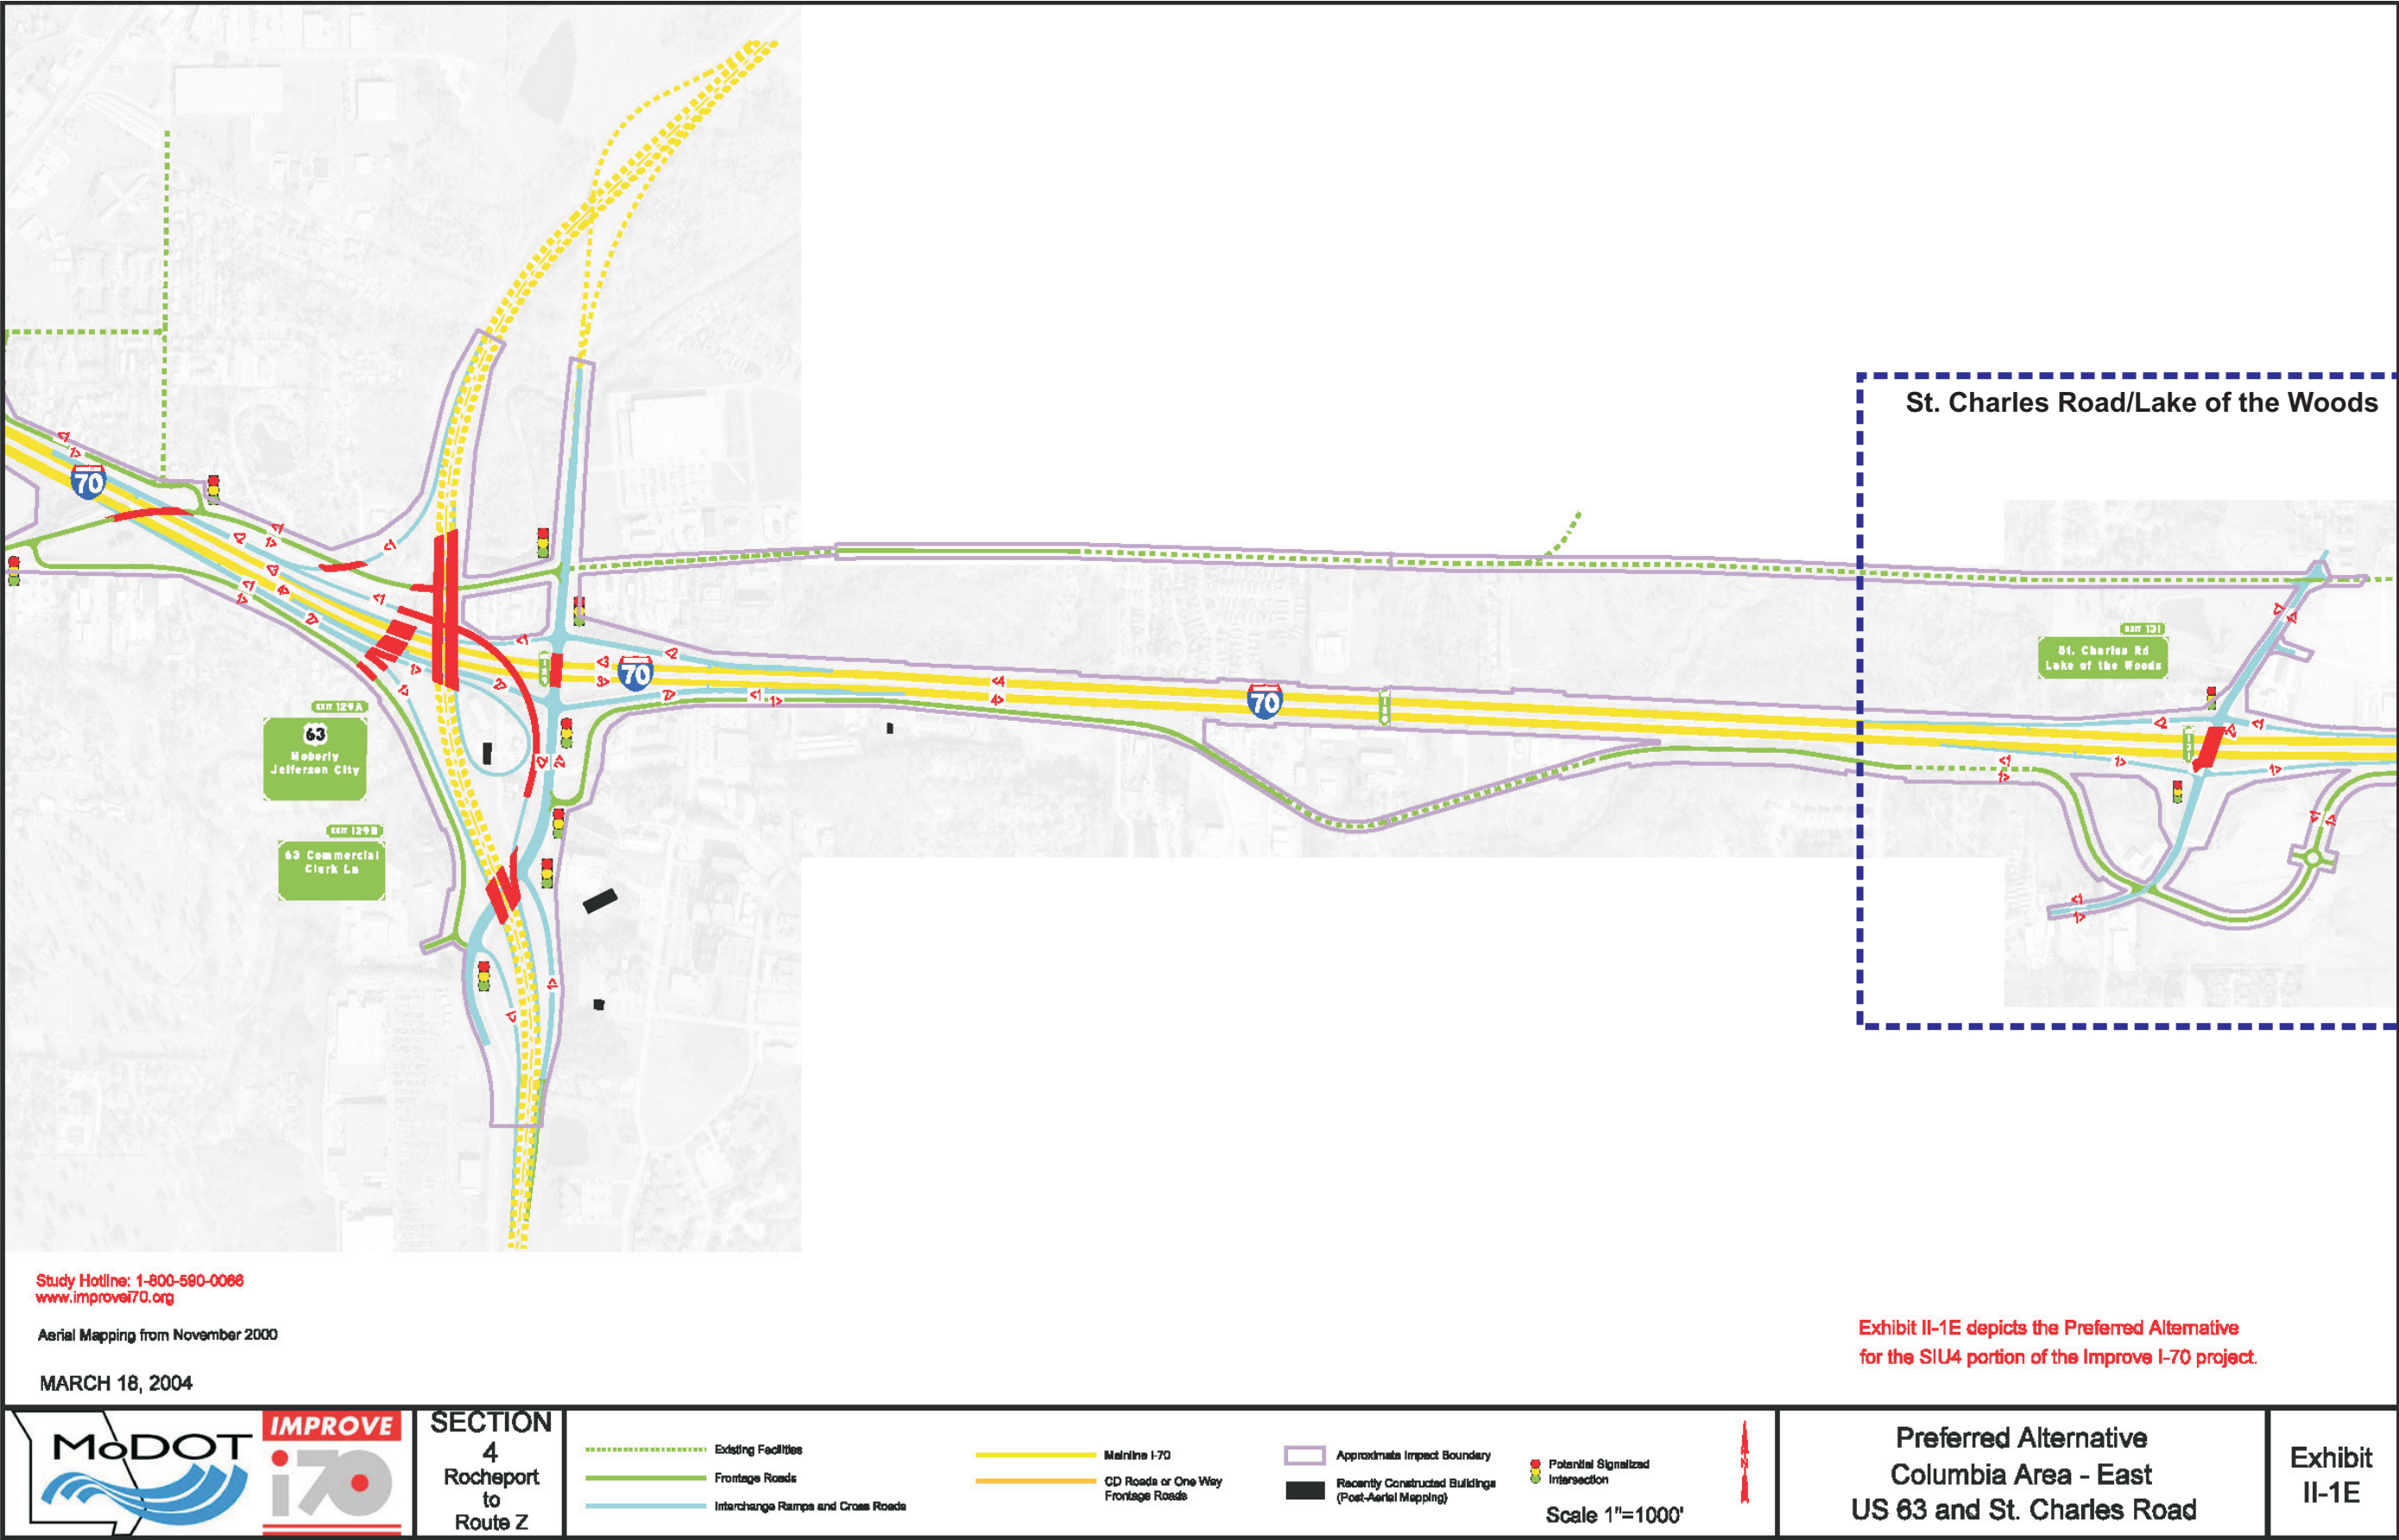 St. Charles Road/Lake of the Woods
70
EXIT 131
St. Charles Rd
Lake of the Woods
70
70
EXIT 129A
63
Moberly
Jefferson City
EXIT 129B
63 Commercial
Clark Ln
Study Hotline: 1-800-590-0066
www.improvei70.org
Aerial Mapping from November 2000
MARCH 18, 2004
Exhibit II-1E depicts the Preferred Alternative
for the SIU4 portion of the Improve I-70 project.
MoDOT
IMPROVE
i70
SECTION
4
Rocheport
to
Route Z
Existing Facilities
Frontage Roads
Interchange Ramps and Cross Roads
Mainline I-70
CD Roads or One Way
Frontage Roads
Approximate Impact Boundary
Recently Constructed Buildings
(Post-Aerial Mapping)
Potential Signalized
Intersection
Scale 1"=1000'
N
Preferred Alternative
Columbia Area - East
US 63 and St. Charles Road
Exhibit
II-1E